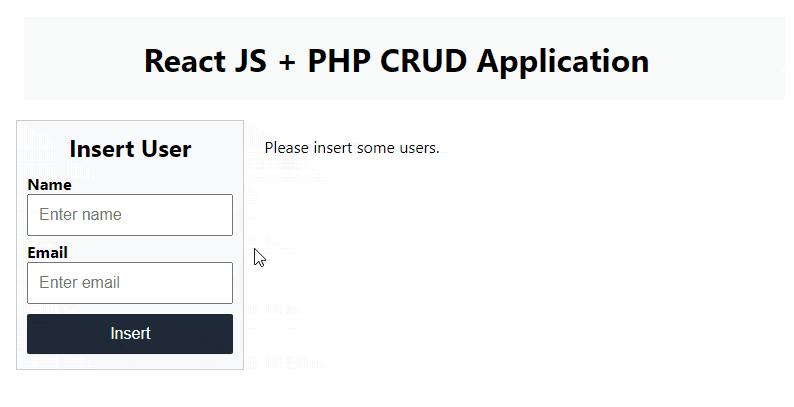 React JS + PHP CRUD Application
Insert User
Please insert some users.
Name
Enter name
Email
Enter email
Insert